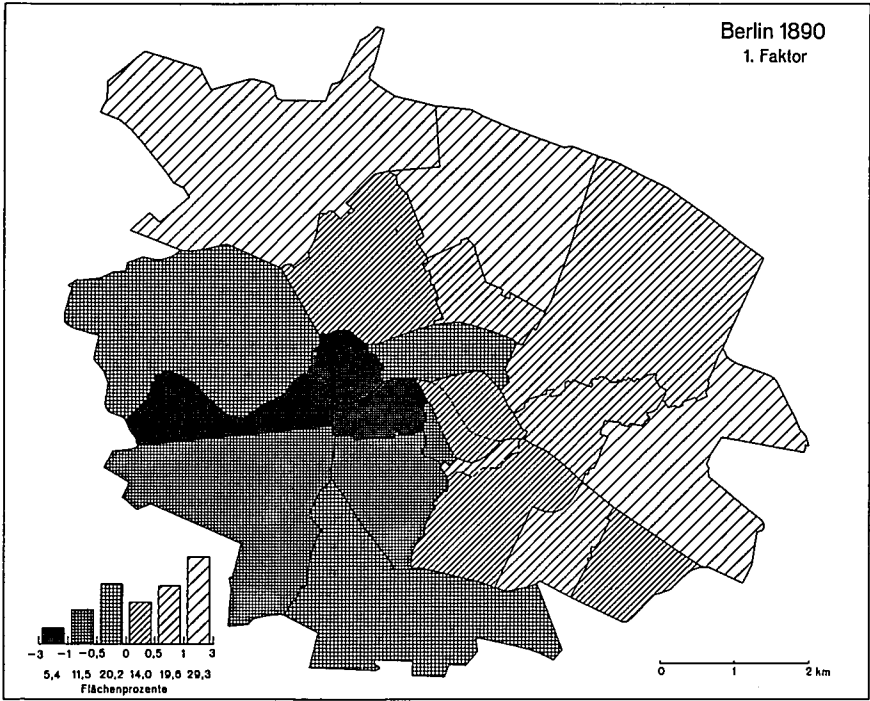 Berlin 1890
1. Faktor
-3 -1 -0,5 0 0,5 1 3
5,4 11,5 20,2 14,0 19,6 29,3
Flächenprozente
0 1 2 km